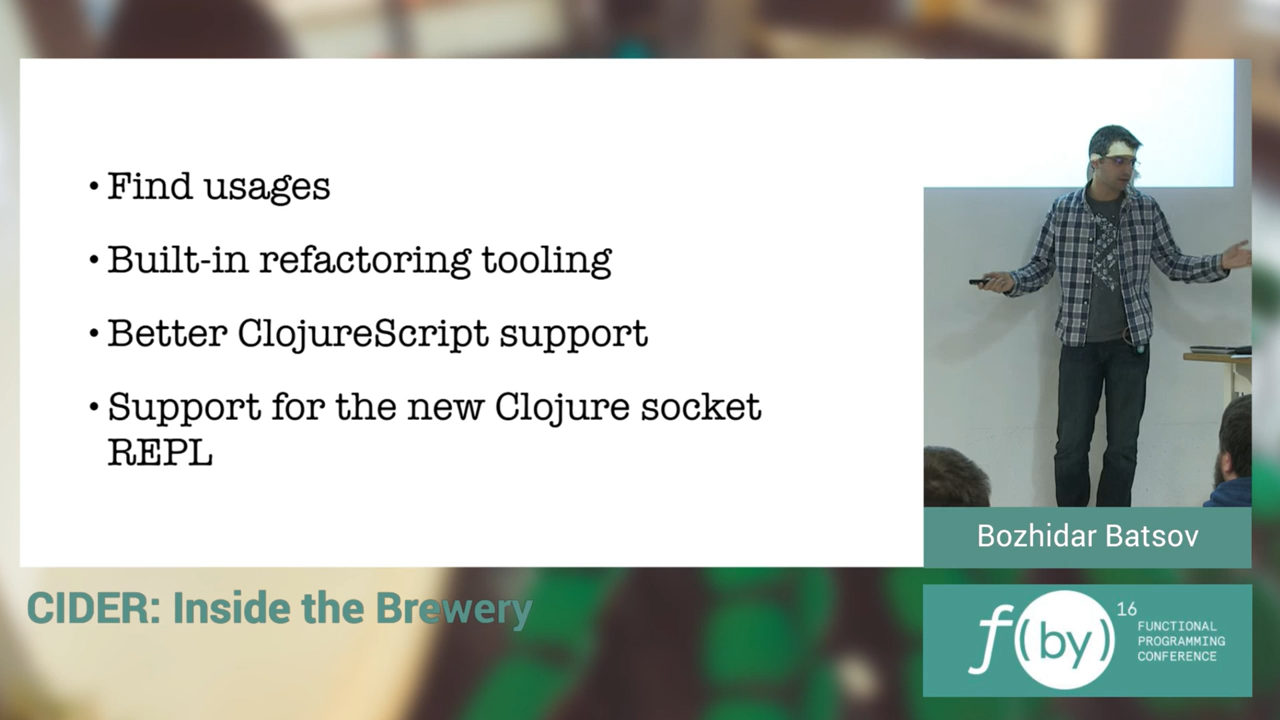 • Find usages
• Built-in refactoring tooling
• Better ClojureScript support
• Support for the new Clojure socket
REPL
Bozhidar Batsov
CIDER: Inside the Brewery
f(by) 16
FUNCTIONAL
PROGRAMMING
CONFERENCE